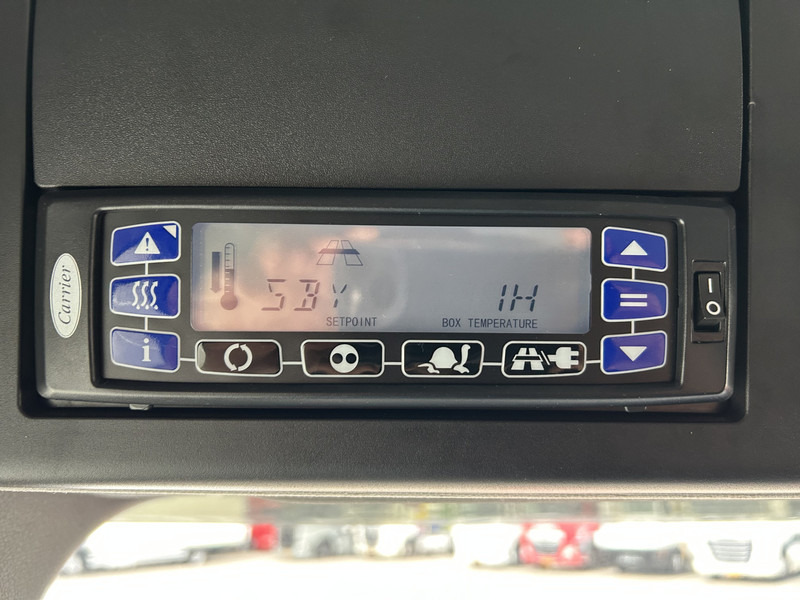 Carrier
SBY 1H
SETPOINT BOX TEMPERATURE
i
I
O